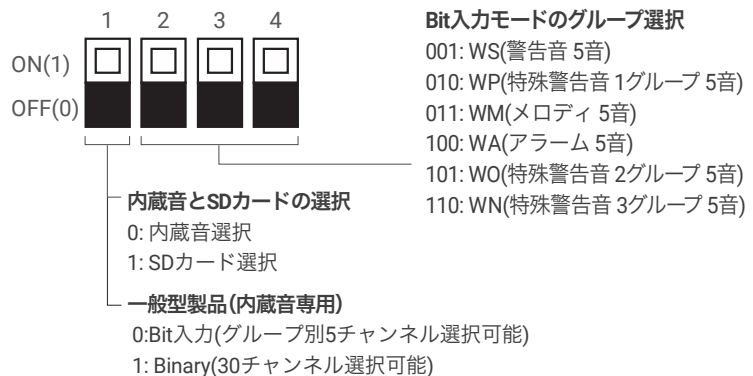 1 2 3 4
ON(1)
OFF(0)
内蔵音とSDカードの選択
0: 内蔵音選択
1: SDカード選択
一般型製品(内蔵音専用)
0:Bit入力(グループ別5チャンネル選択可能)
1: Binary(30チャンネル選択可能)
Bit入力モードのグループ選択
001: WS(警告音 5音)
010: WP(特殊警告音 1グループ 5音)
011: WM(メロディ 5音)
100: WA(アラーム 5音)
101: WO(特殊警告音 2グループ 5音)
110: WN(特殊警告音 3グループ 5音)